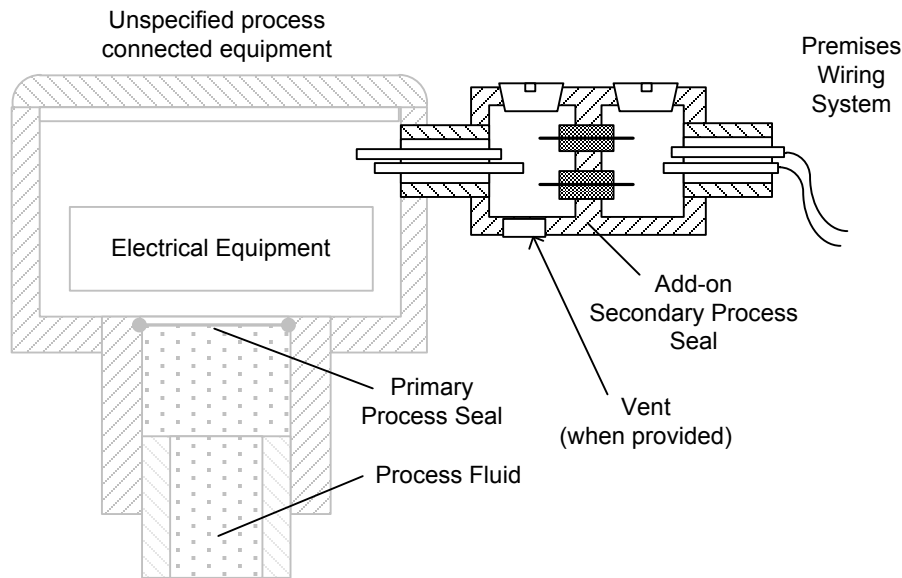 Unspecified process
connected equipment
Premises
Wiring
System
Electrical Equipment
Add-on
Secondary Process
Seal
Primary
Process Seal
Vent
(when provided)
Process Fluid